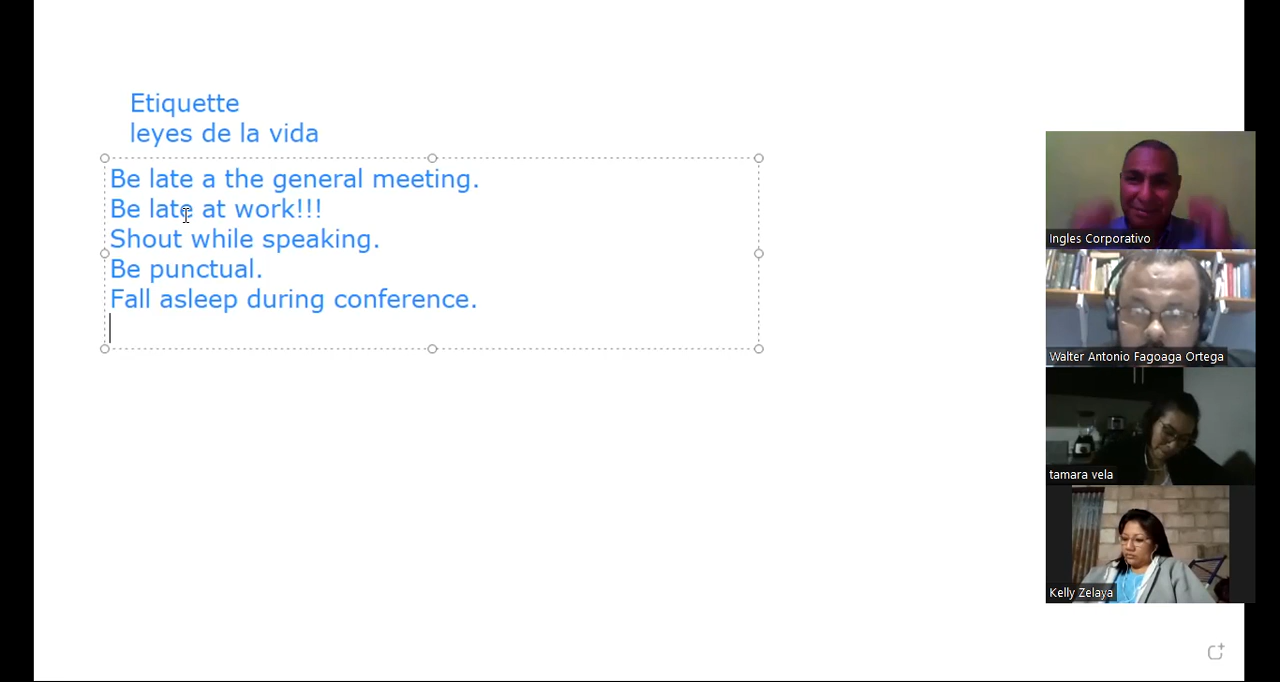 Etiquette
leyes de la vida
Be late a the general meeting.
Be late at work!!!
Shout while speaking.
Be punctual.
Fall asleep during conference.
Ingles Corporativo
Walter Antonio Fagoaga Ortega
tamara vela
Kelly Zelaya